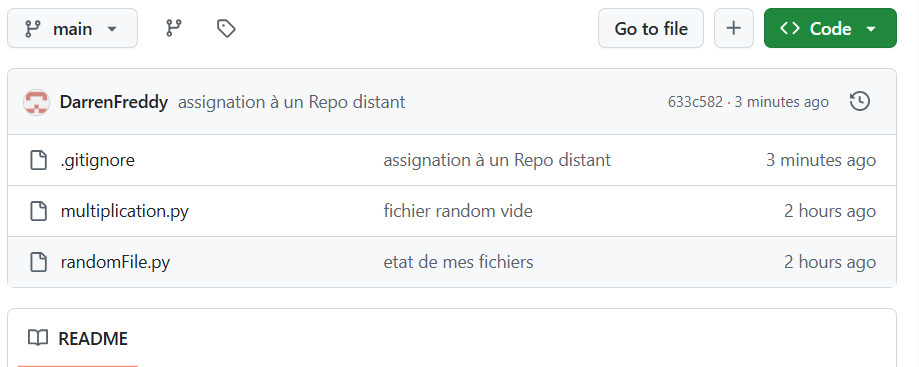 main Go to file Code
DarrenFreddy assignation à un Repo distant 633c582 · 3 minutes ago
.gitignore assignation à un Repo distant 3 minutes ago
multiplication.py fichier random vide 2 hours ago
randomFile.py etat de mes fichiers 2 hours ago
README